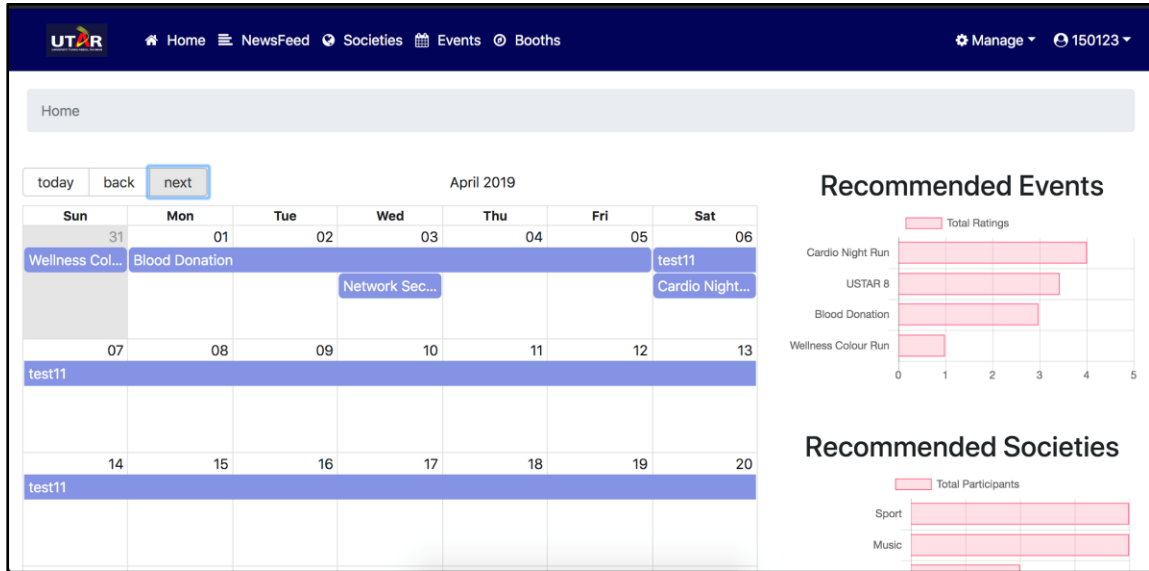 UTAR
Home NewsFeed Societies Events Booths
Manage 150123
Home
today back next
April 2019
Sun Mon Tue Wed Thu Fri Sat
31 01 02 03 04 05 06
Wellness Col... Blood Donation test11
Network Sec... Cardio Night...
07 08 09 10 11 12 13
test11
14 15 16 17 18 19 20
test11
Recommended Events
Total Ratings
Cardio Night Run
USTAR 8
Blood Donation
Wellness Colour Run
0 1 2 3 4 5
Recommended Societies
Total Participants
Sport
Music